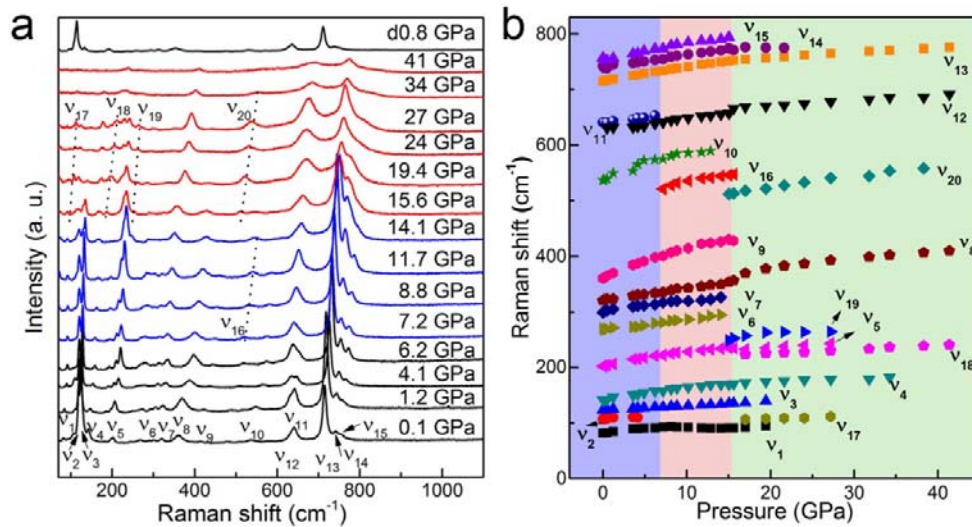 a
d0.8 GPa
41 GPa
34 GPa
27 GPa
24 GPa
19.4 GPa
15.6 GPa
14.1 GPa
11.7 GPa
8.8 GPa
7.2 GPa
6.2 GPa
4.1 GPa
1.2 GPa
0.1 GPa
ν17
ν18
ν19
ν20
ν16
ν1
ν2
ν3
ν4
ν5
ν6
ν7
ν8
ν9
ν10
ν11
ν12
ν13
ν14
ν15
Intensity (a. u.)
200 400 600 800 1000
Raman shift (cm-1)
b
800
600
400
200
0
Raman shift (cm-1)
ν15
ν14
ν13
ν12
ν11
ν10
ν16
ν20
ν9
ν8
ν7
ν6
ν19
ν5
ν18
ν4
ν3
ν17
ν2
ν1
0 10 20 30 40
Pressure (GPa)